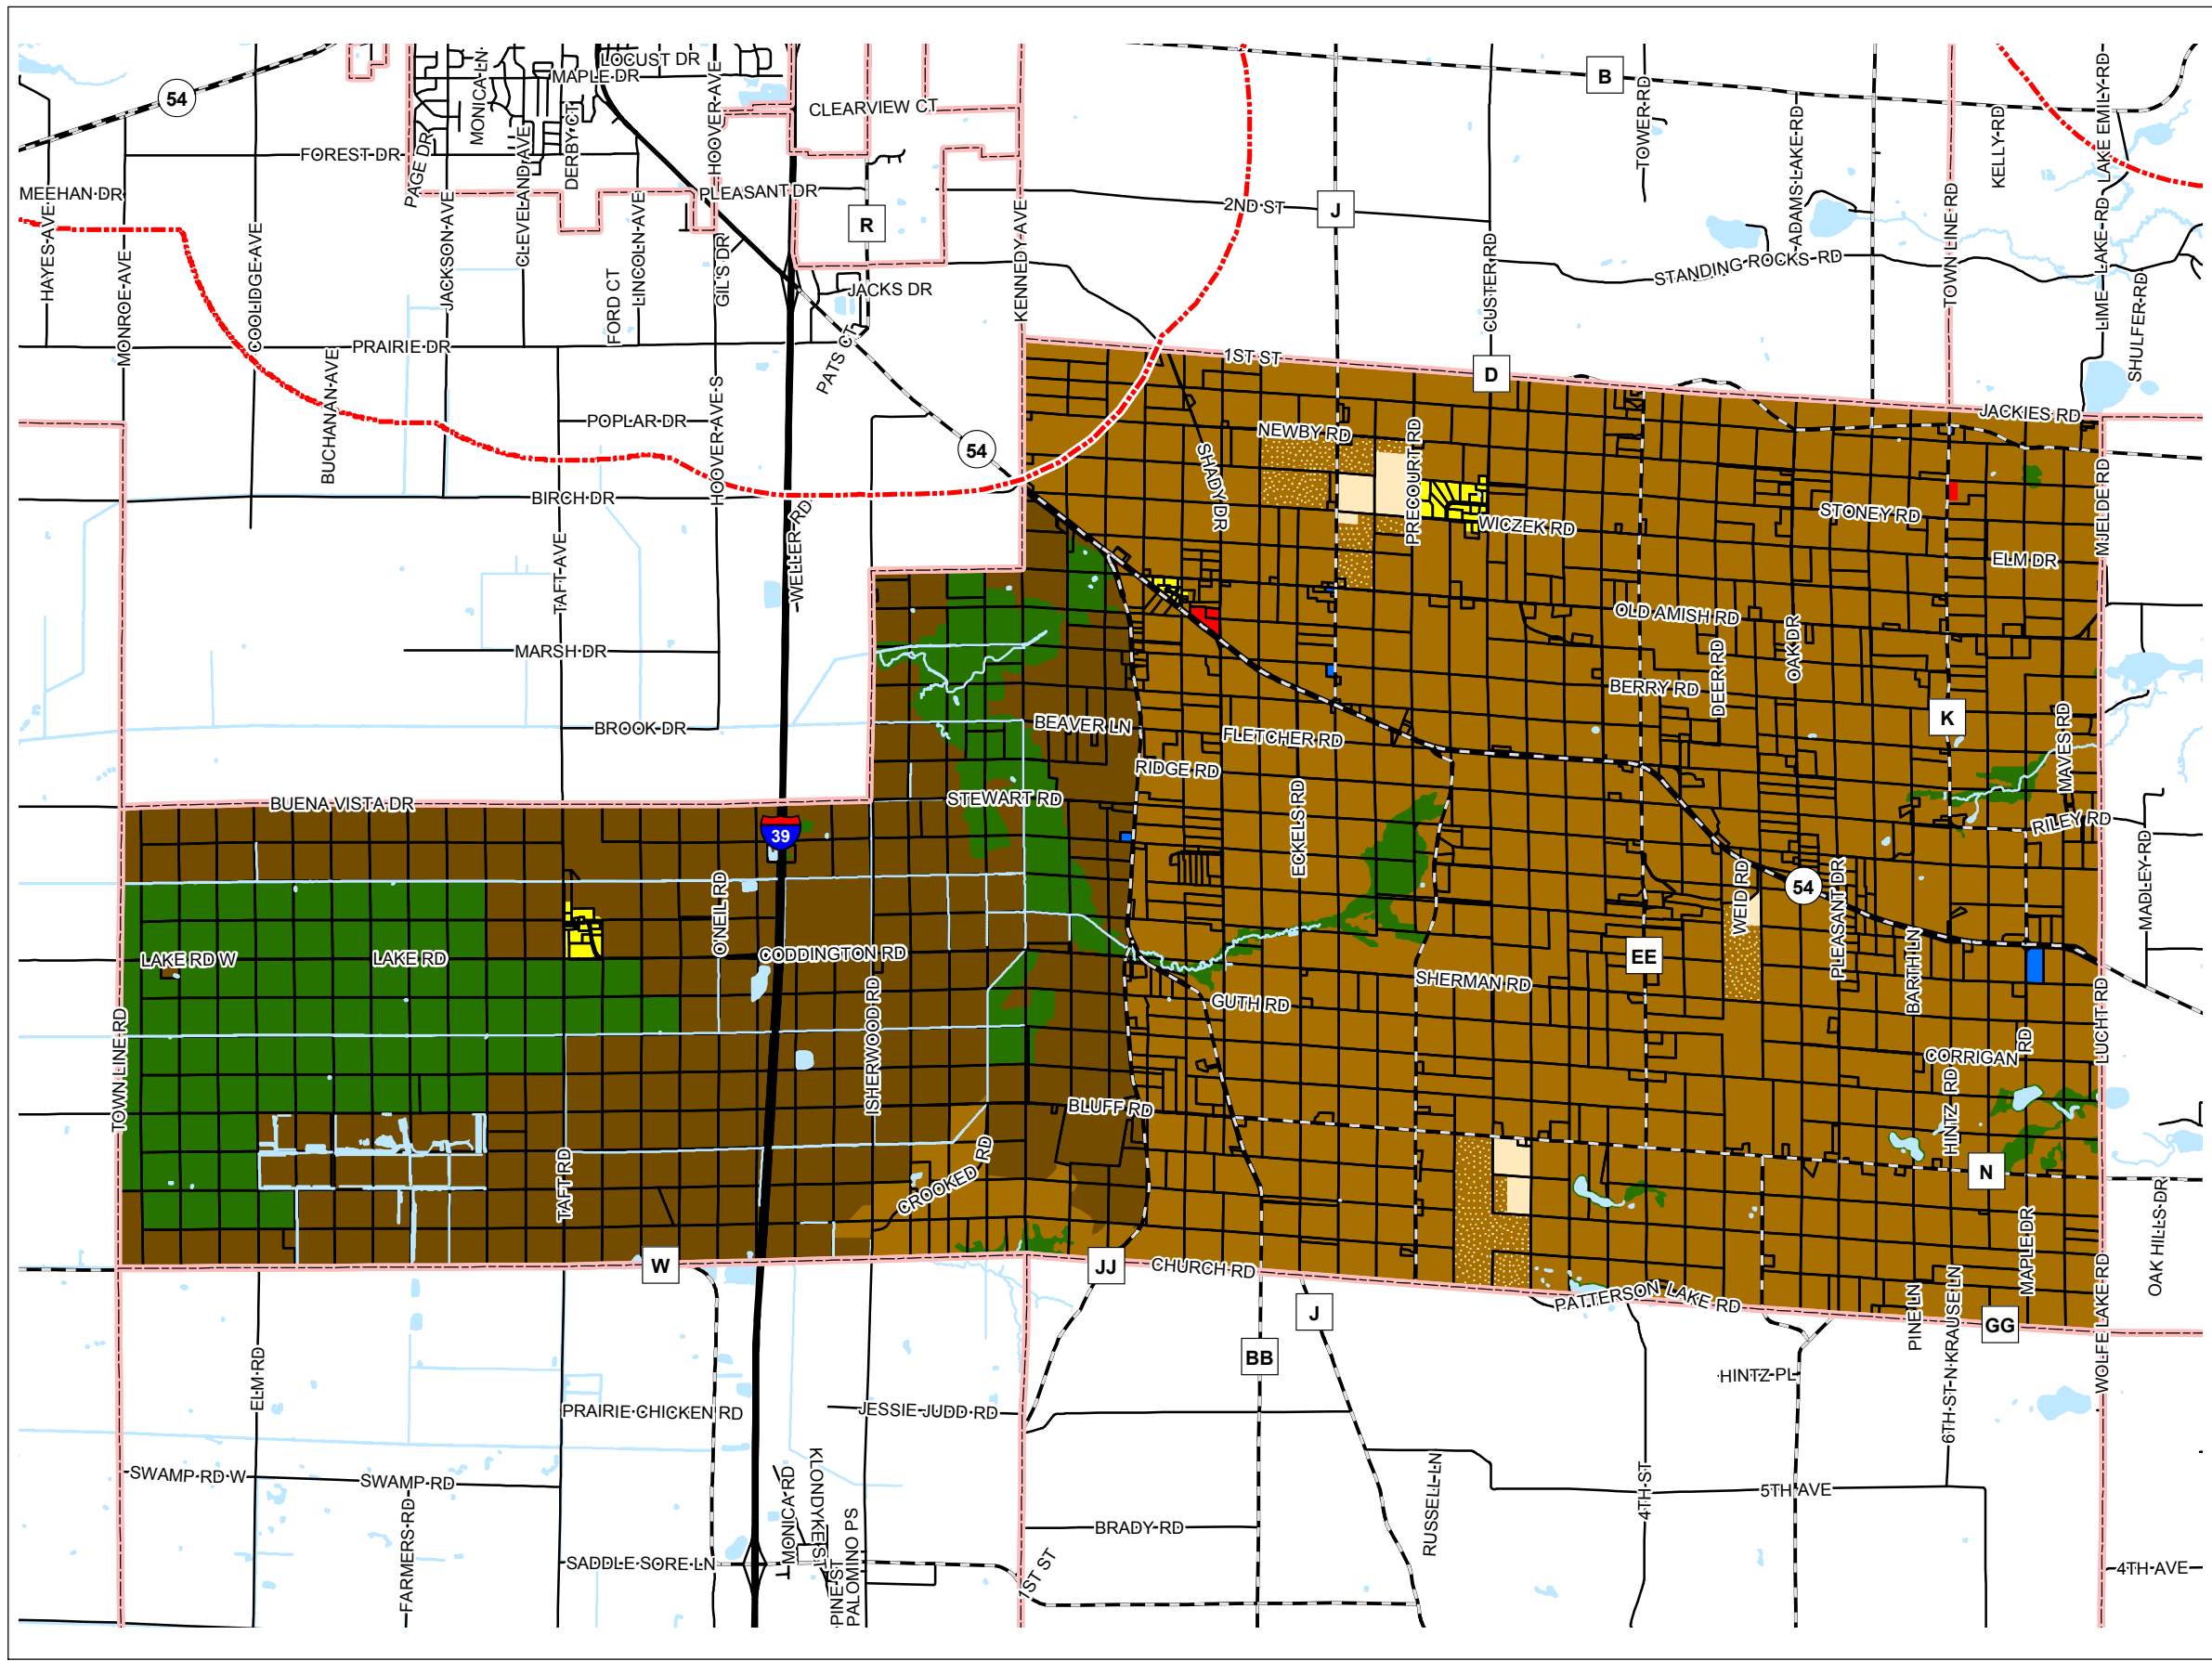 LOCUST DR
MAPLE DR
MONICA LN
HOOVER AVE
B
54
CLEARVIEW CT
TOWER RD
LAKE EMILY RD
PAGE DR
CLEVELAND AVE
DERBY CT
FOREST DR
ADAMS LAKE RD
KELLY RD
MEEHAN DR
PLEASANT DR
R
2ND ST
J
HAYES AVE
MONROE AVE
COOLIDGE AVE
JACKSON AVE
FORD CT
LINCOLN AVE
GIL'S DR
KENNEDY AVE
CUSTER RD
STANDING ROCKS RD
TOWN LINE RD
LIME LAKE RD
SHULFER RD
JACKS DR
PRAIRIE DR
PATS CT
1ST ST
D
BUCHANAN AVE
POPLAR DR
HOOVER AVE S
54
NEWBY RD
SHADY DR
PRECOURT RD
JACKIES RD
BIRCH DR
WELLER RD
WICZEK RD
STONEY RD
MJELDE RD
TAFT AVE
ELM DR
OLD AMISH RD
MARSH DR
DEER RD
OAK DR
BERRY RD
BROOK DR
BEAVER LN
FLETCHER RD
K
MAVES RD
RIDGE RD
BUENA VISTA DR
STEWART RD
ECKELS RD
39
RILEY RD
MADLEY RD
O'NEIL RD
WEID RD
54
PLEASANT DR
LAKE RD W
LAKE RD
CODDINGTON RD
EE
BARTH LN
SHERMAN RD
GUTH RD
TOWN LINE RD
ISHERWOOD RD
CORRIGAN RD
LUCHT RD
BLUFF RD
HINTZ RD
TAFT RD
CROOKED RD
N
OAK HILLS DR
W
JJ
CHURCH RD
PATTERSON LAKE RD
MAPLE DR
PINE LN
6TH ST N
KRAUSE LN
GG
WOLFE LAKE RD
J
BB
ELM RD
HINTZ PL
PRAIRIE CHICKEN RD
JESSIE JUDD RD
SWAMP RD W
SWAMP RD
FARMERS RD
MONICA RD
KLONDYKE ST
PINE ST
PALOMINO PS
RUSSELL LN
4TH ST
5TH AVE
BRADY RD
SADDLE SORE LN
1ST ST
4TH AVE